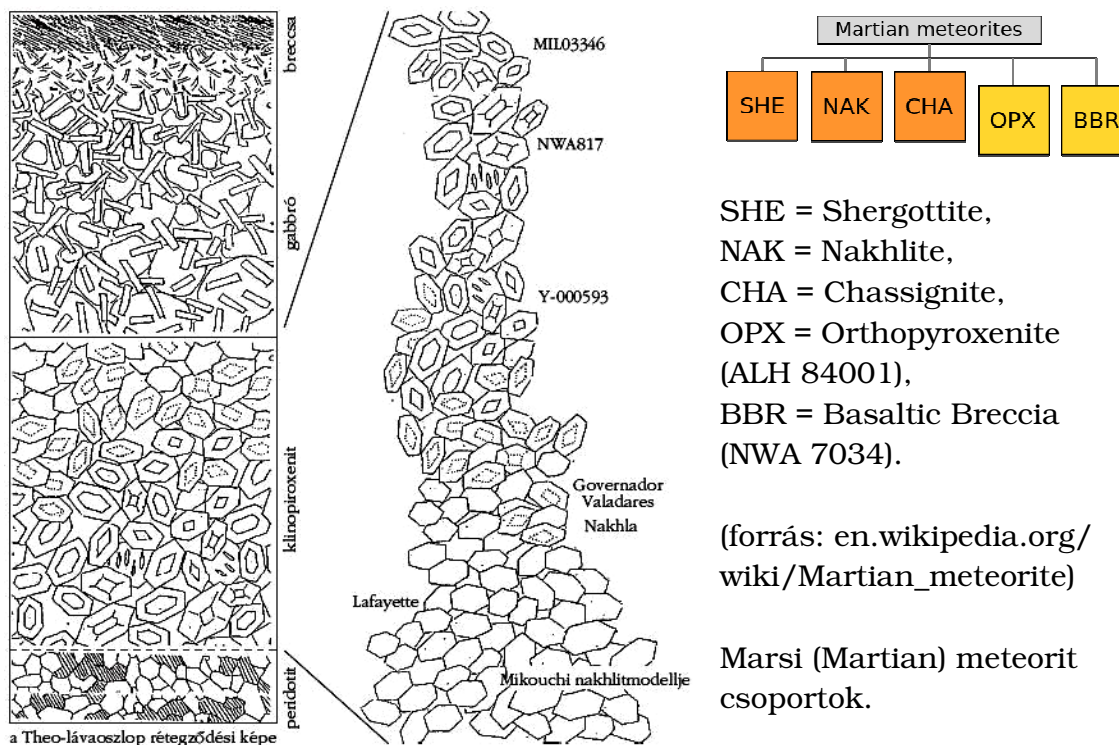 breccsa
gabbró
klinopiroxenit
peridotit
a Theo-lávaoszlop rétegződési képe
MIL03346
NWA817
Y-000593
Governador
Valadares
Nakhla
Lafayette
Mikouchi nakhlitmodellje
Martian meteorites
SHE
NAK
CHA
OPX
BBR
SHE = Shergottite,
NAK = Nakhlite,
CHA = Chassignite,
OPX = Orthopyroxenite
(ALH 84001),
BBR = Basaltic Breccia
(NWA 7034).
(forrás: en.wikipedia.org/
wiki/Martian_meteorite)
Marsi (Martian) meteorit
csoportok.